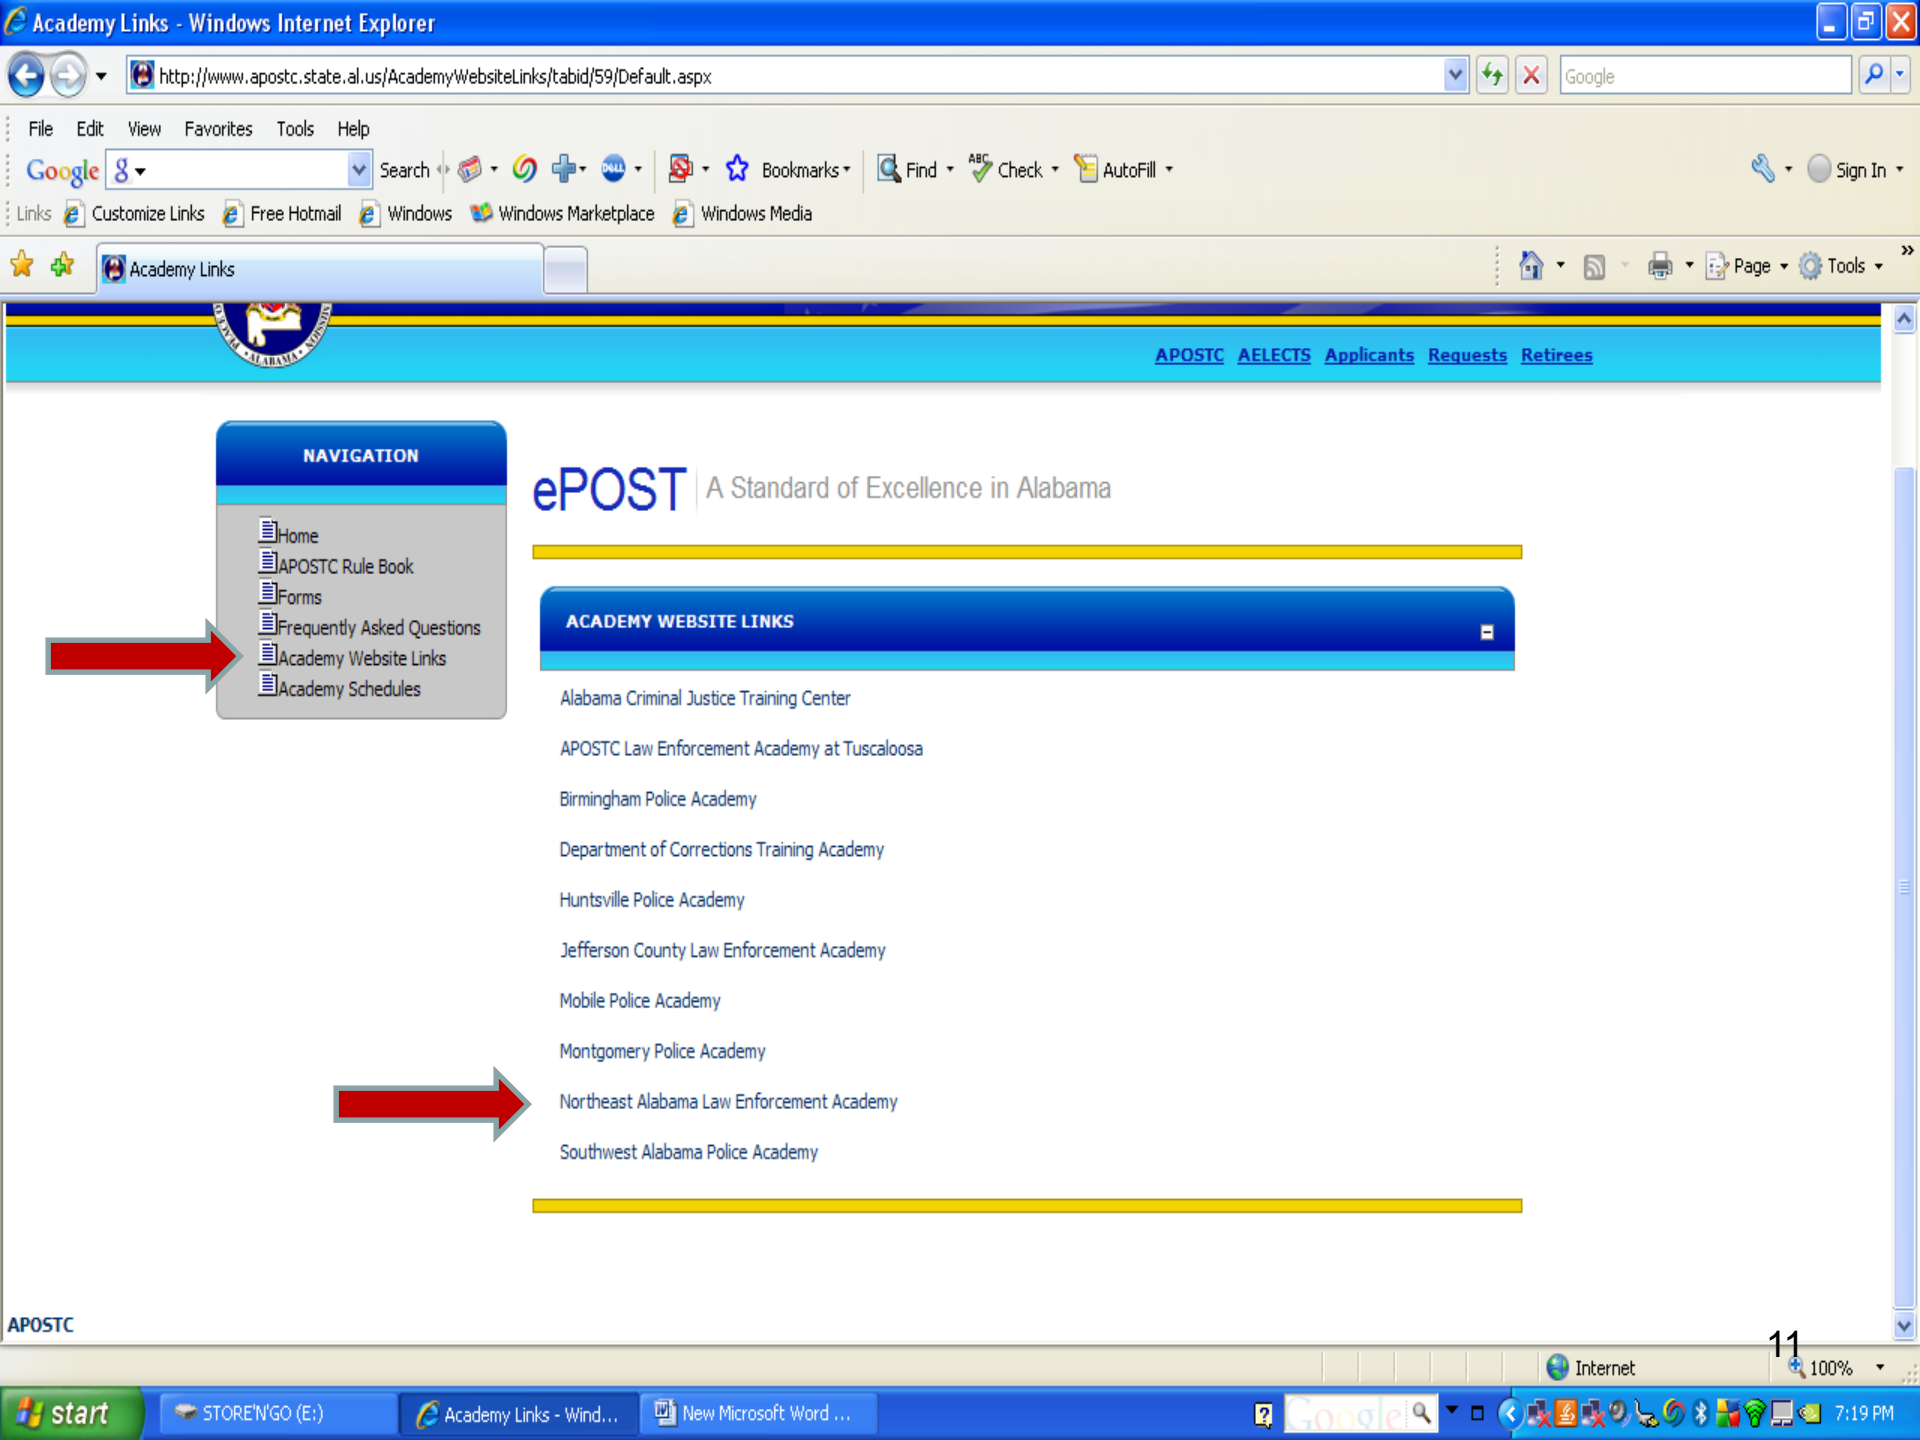 Academy Links - Windows Internet Explorer
http://www.apostc.state.al.us/AcademyWebsiteLinks/tabid/59/Default.aspx
Google
File Edit View Favorites Tools Help
Google g Search Bookmarks Find ABC Check AutoFill Sign In
Links Customize Links Free Hotmail Windows Windows Marketplace Windows Media
Academy Links
Page Tools
ALABAMA
APOSTC AELECTS Applicants Requests Retirees
NAVIGATION
Home
APOSTC Rule Book
Forms
Frequently Asked Questions
Academy Website Links
Academy Schedules
ePOST A Standard of Excellence in Alabama
ACADEMY WEBSITE LINKS
Alabama Criminal Justice Training Center
APOSTC Law Enforcement Academy at Tuscaloosa
Birmingham Police Academy
Department of Corrections Training Academy
Huntsville Police Academy
Jefferson County Law Enforcement Academy
Mobile Police Academy
Montgomery Police Academy
Northeast Alabama Law Enforcement Academy
Southwest Alabama Police Academy
APOSTC
11
Internet 100%
start STORE'N'GO (E:) Academy Links - Wind... New Microsoft Word ... Google 7:19 PM